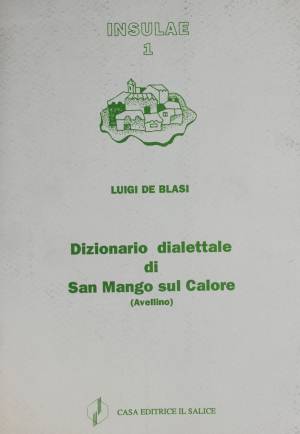 INSULAE
1
LUIGI DE BLASI
Dizionario dialettale
di
San Mango sul Calore
(Avellino)
CASA EDITRICE IL SALICE